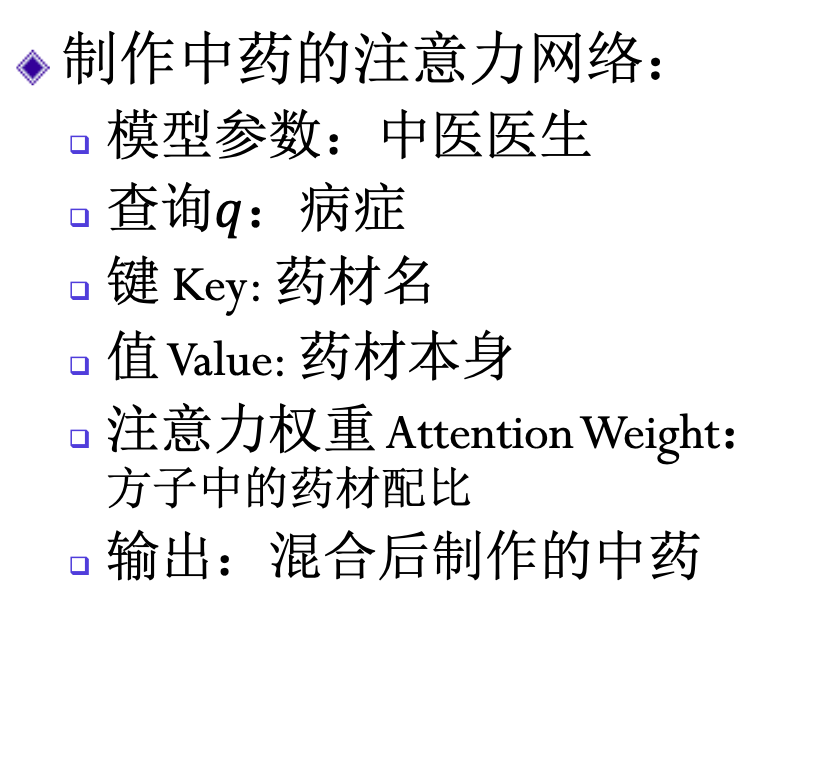 制作中药的注意力网络：
模型参数：中医医生
查询q：病症
键 Key: 药材名
值 Value: 药材本身
注意力权重 Attention Weight：
方子中的药材配比
输出：混合后制作的中药